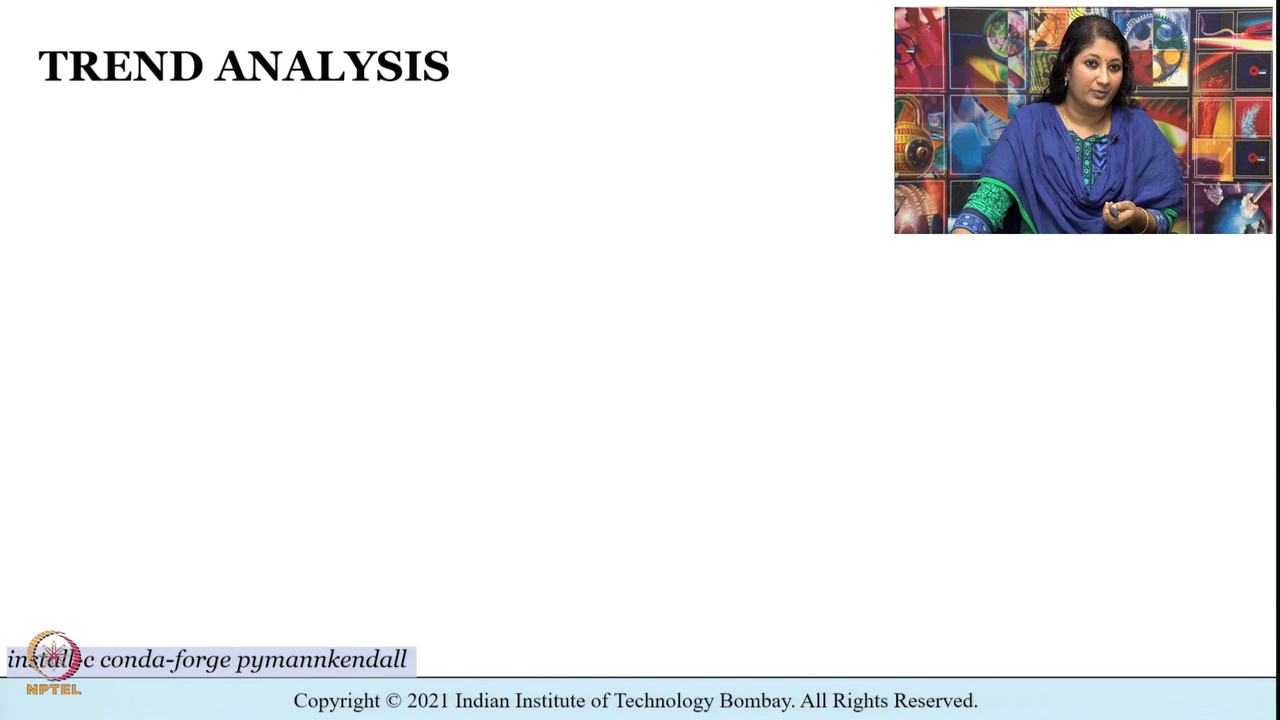 TREND ANALYSIS
install -c conda-forge pymannkendall
NPTEL
Copyright © 2021 Indian Institute of Technology Bombay. All Rights Reserved.